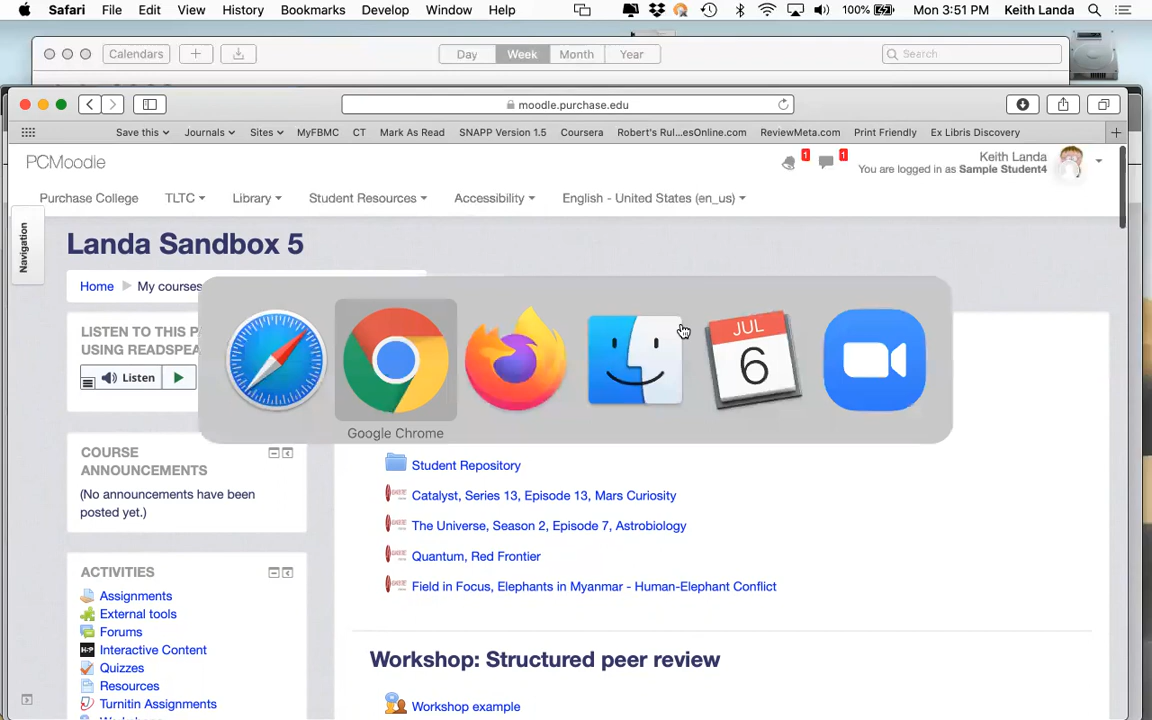 Safari File Edit View History Bookmarks Develop Window Help 100% Mon 3:51 PM Keith Landa
Calendars Day Week Month Year Search
moodle.purchase.edu
Save this Journals Sites MyFBMC CT Mark As Read SNAPP Version 1.5 Coursera Robert's Rul...esOnline.com ReviewMeta.com Print Friendly Ex Libris Discovery
PCMoodle 1 1 Keith Landa
You are logged in as Sample Student4
Purchase College TLTC Library Student Resources Accessibility English - United States (en_us)
Navigation
Landa Sandbox 5
Home My courses
LISTEN TO THIS P
USING READSPEA
Listen
JUL
6
Google Chrome
COURSE
ANNOUNCEMENTS
(No announcements have been
posted yet.)
Student Repository
Catalyst, Series 13, Episode 13, Mars Curiosity
The Universe, Season 2, Episode 7, Astrobiology
Quantum, Red Frontier
Field in Focus, Elephants in Myanmar - Human-Elephant Conflict
ACTIVITIES
Assignments
External tools
Forums
H-P Interactive Content
Quizzes
Resources
Turnitin Assignments
Workshop: Structured peer review
Workshop example